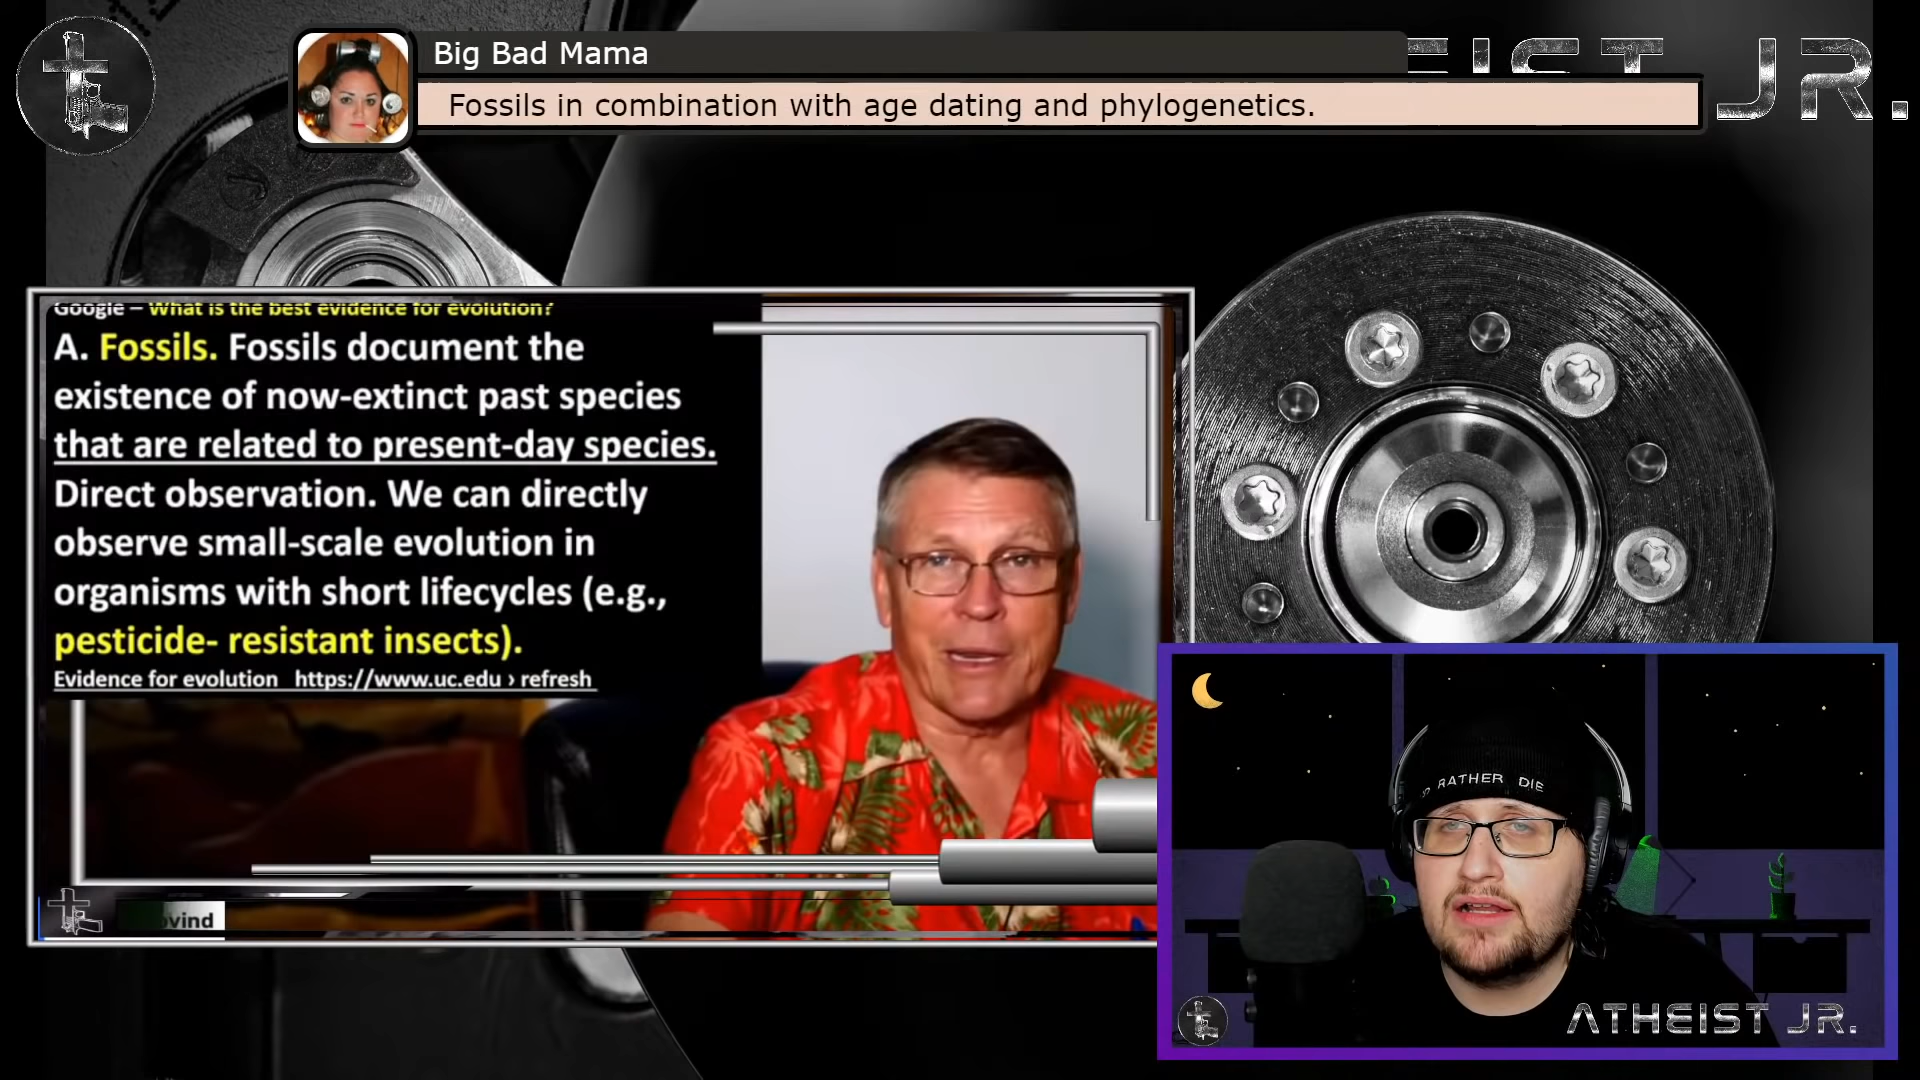 Big Bad Mama
EIST JR.
Fossils in combination with age dating and phylogenetics.
Google – What is the best evidence for evolution?
A. Fossils. Fossils document the
existence of now-extinct past species
that are related to present-day species.
Direct observation. We can directly
observe small-scale evolution in
organisms with short lifecycles (e.g.,
pesticide- resistant insects).
Evidence for evolution https://www.uc.edu › refresh
ovind
RATHER DIE
ATHEIST JR.